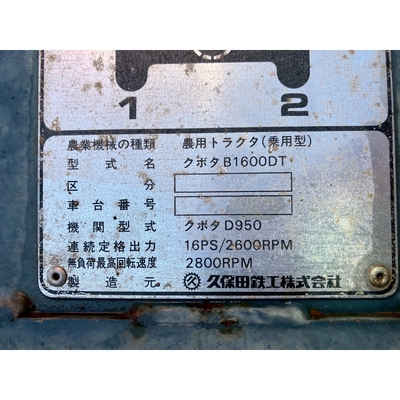 1 2
農業機械の種類 農用トラクタ(乗用型)
型式名 クボタB1600DT
区分
車台番号
機関型式 クボタD950
連続定格出力 16PS/2600RPM
無負荷最高回転速度 2800RPM
製造元 久保田鉄工株式会社